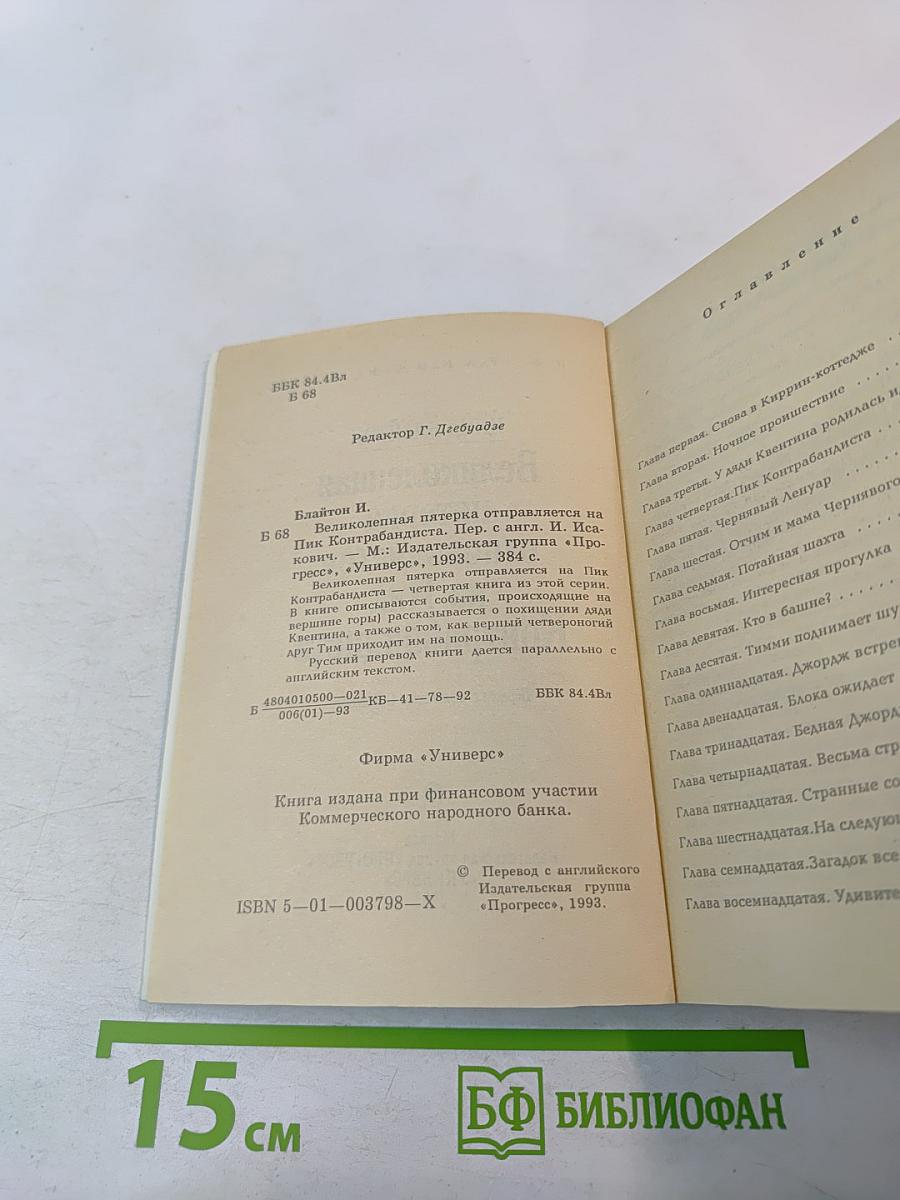 ББК 84.4Вл
Б 68
Редактор Г. Дгебуадзе
Блайтон И.
Б 68 Великолепная пятерка отправляется на
Пик Контрабандиста. Пер. с англ. И. Иса-
кович. — М.: Издательская группа «Про-
гресс», «Универс», 1993. — 384 с.
Великолепная пятерка отправляется на Пик
Контрабандиста — четвертая книга из этой серии.
В книге описываются события, происходящие на
вершине горы) рассказывается о похищении дяди
Квентина, а также о том, как верный четвероногий
друг Тим приходит им на помощь.
Русский перевод книги дается параллельно с
английским текстом.
Б 4804010500—021 КБ—41—78—92 ББК 84.4Вл
006(01)—93
Фирма «Универс»
Книга издана при финансовом участии
Коммерческого народного банка.
© Перевод с английского
Издательская группа
«Прогресс», 1993.
ISBN 5—01—003798—X
Оглавление
Глава первая. Снова в Киррин-коттедже . .
Глава вторая. Ночное проишествие . . . . .
Глава третья. У дяди Квентина родилась
Глава четвертая.Пик Контрабандиста . . .
Глава пятая. Чернявый Ленуар . . . . . .
Глава шестая. Отчим и мама Чернявого
Глава седьмая. Потайная шахта . . . .
Глава восьмая. Интересная прогулка
Глава девятая. Кто в башне? . . . . . .
Глава десятая. Тимми поднимает шу
Глава одиннадцатая. Джордж встре
Глава двенадцатая. Блока ожидает
Глава тринадцатая. Бедная Джорд
Глава четырнадцатая. Весьма стр
Глава пятнадцатая. Странные со
Глава шестнадцатая.На следую
Глава семнадцатая.Загадок все
Глава восемнадцатая. Удивите
15 см
БФ БИБЛИОФАН